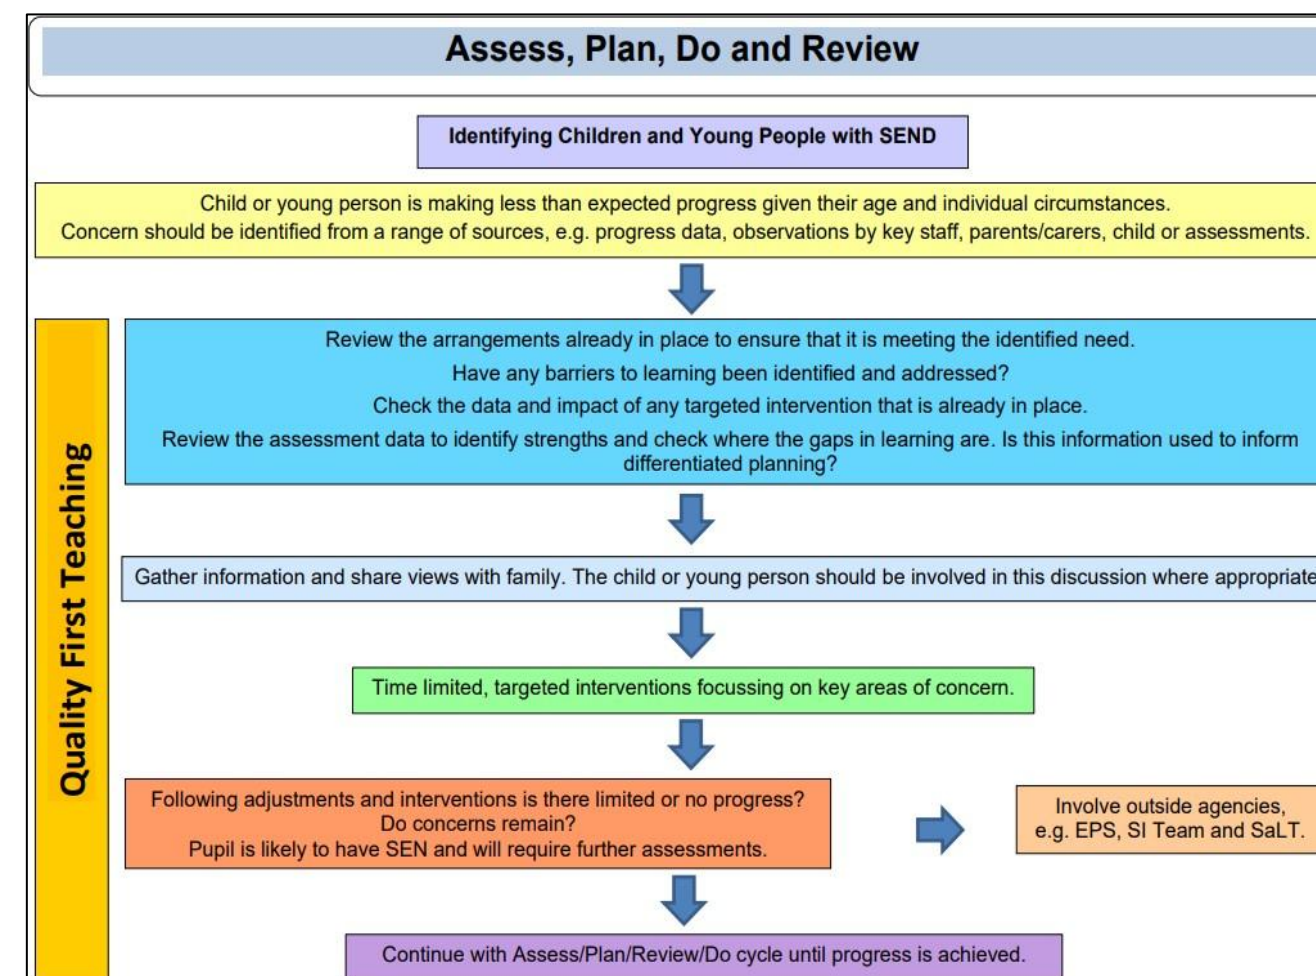 Assess, Plan, Do and Review
Identifying Children and Young People with SEND
Child or young person is making less than expected progress given their age and individual circumstances.
Concern should be identified from a range of sources, e.g. progress data, observations by key staff, parents/carers, child or assessments.
Quality First Teaching
Review the arrangements already in place to ensure that it is meeting the identified need.
Have any barriers to learning been identified and addressed?
Check the data and impact of any targeted intervention that is already in place.
Review the assessment data to identify strengths and check where the gaps in learning are. Is this information used to inform
differentiated planning?
Gather information and share views with family. The child or young person should be involved in this discussion where appropriate
Time limited, targeted interventions focussing on key areas of concern.
Following adjustments and interventions is there limited or no progress?
Do concerns remain?
Pupil is likely to have SEN and will require further assessments.
Involve outside agencies,
e.g. EPS, SI Team and SaLT.
Continue with Assess/Plan/Review/Do cycle until progress is achieved.